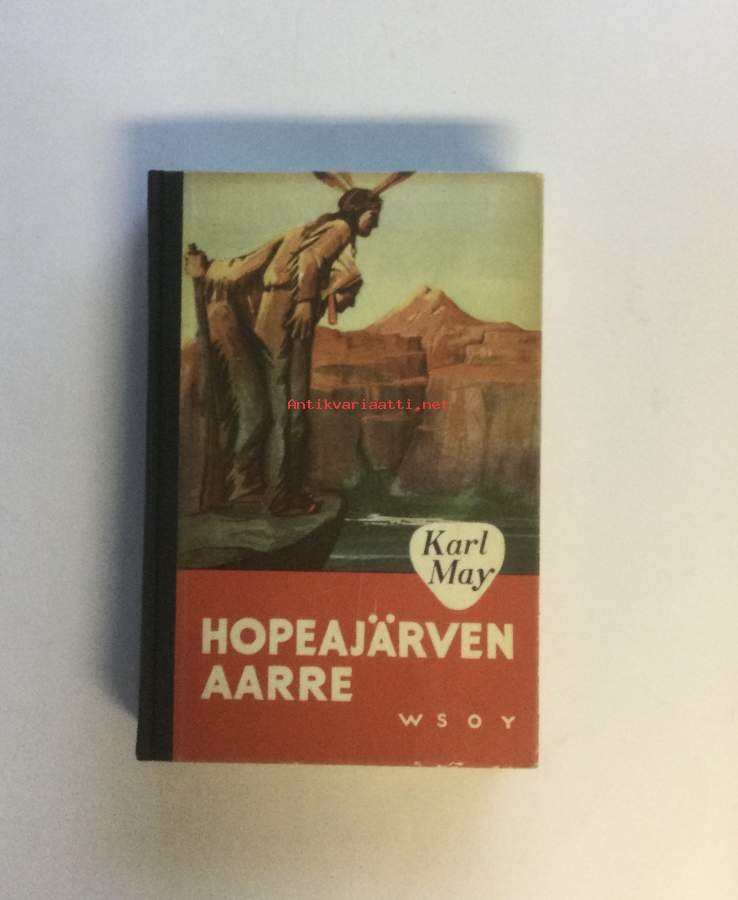 Antikvariaatti.net
Karl
May
HOPEAJÄRVEN
AARRE
WSOY